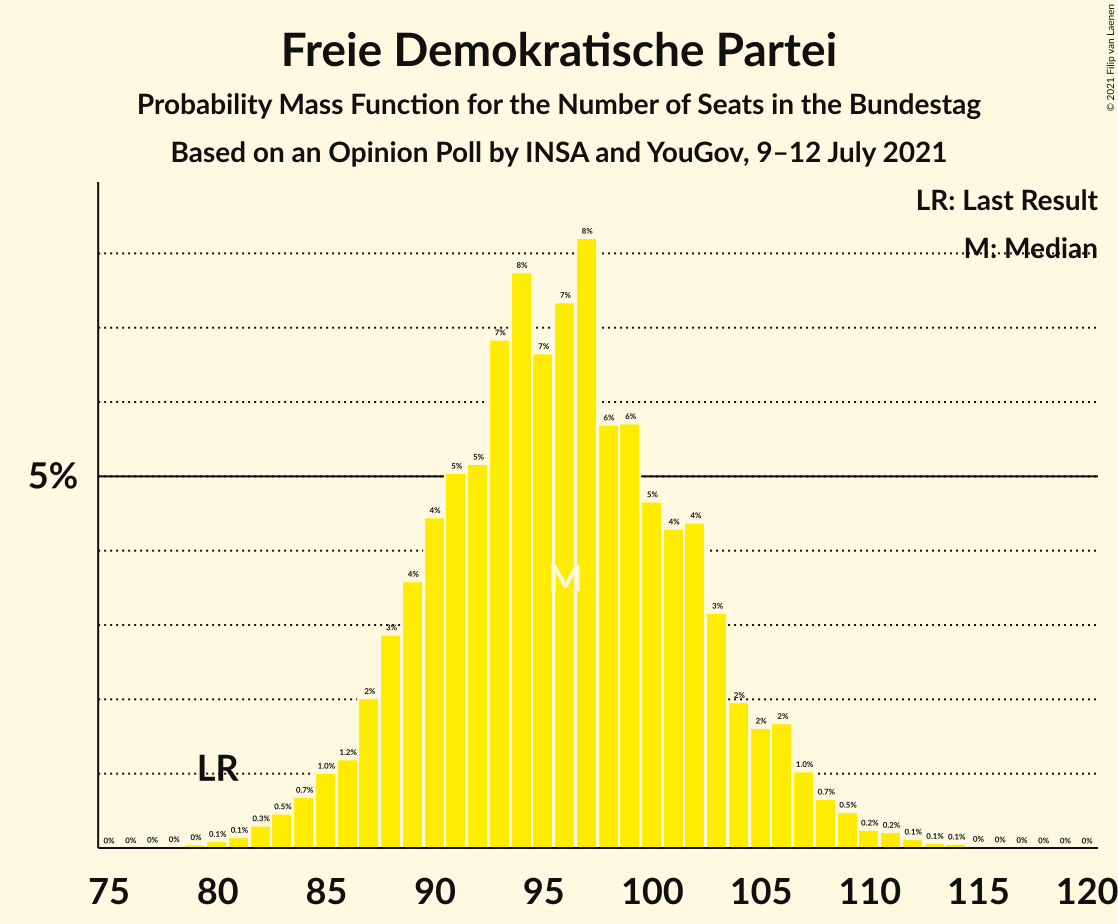 Freie Demokratische Partei
Probability Mass Function for the Number of Seats in the Bundestag
Based on an Opinion Poll by INSA and YouGov, 9–12 July 2021
© 2021 Filip van Laenen
LR: Last Result
M: Median
5%
0% 0% 0% 0% 0% 0.1% 0.1% 0.3% 0.5% 0.7% 1.0% 1.2% 2% 3% 4% 4% 5% 5% 7% 8% 7% 7% 8% 6% 6% 5% 4% 4% 3% 2% 2% 2% 1.0% 0.7% 0.5% 0.2% 0.2% 0.1% 0.1% 0.1% 0% 0% 0% 0% 0% 0%
M
LR
75 80 85 90 95 100 105 110 115 120